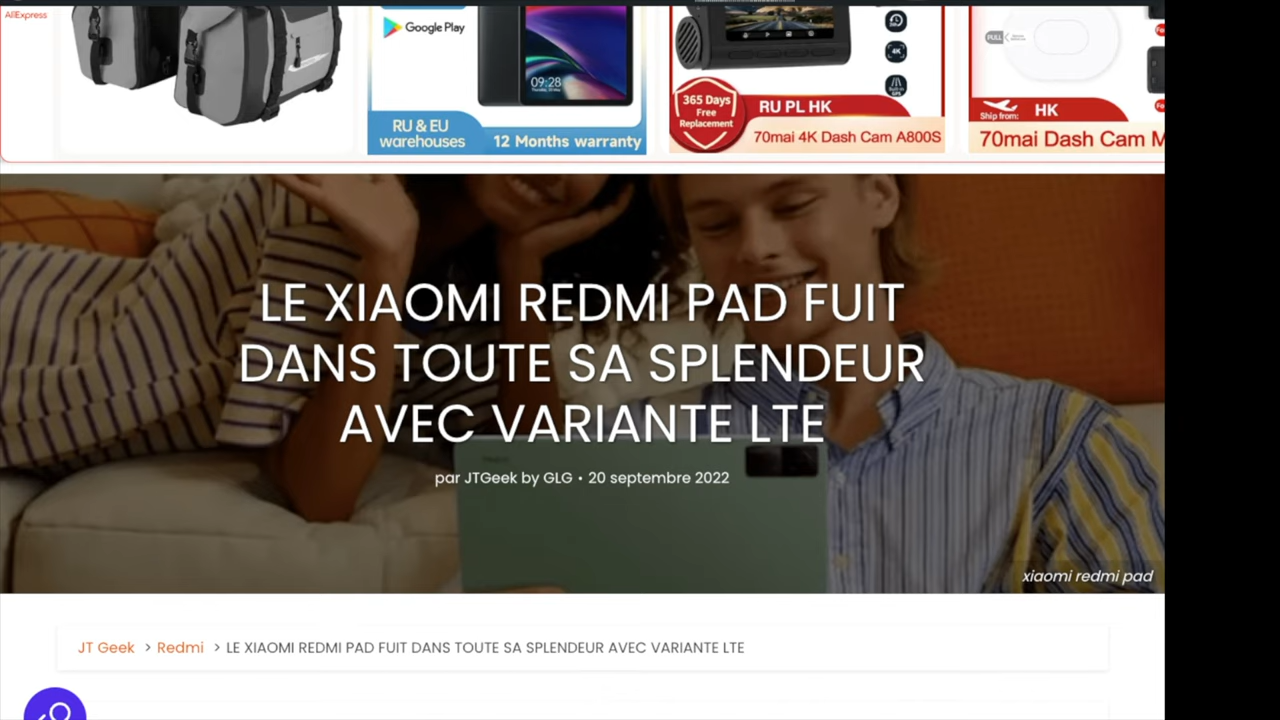 AliExpress
Google Play
09:28
RU & EU
warehouses
12 Months warranty
365 Days
Free
Replacement
RU PL HK
70mai 4K Dash Cam A800S
4K
PULL
Ship from:
HK
70mai Dash Cam M
LE XIAOMI REDMI PAD FUIT
DANS TOUTE SA SPLENDEUR
AVEC VARIANTE LTE
par JTGeek by GLG • 20 septembre 2022
xiaomi redmi pad
JT Geek > Redmi > LE XIAOMI REDMI PAD FUIT DANS TOUTE SA SPLENDEUR AVEC VARIANTE LTE